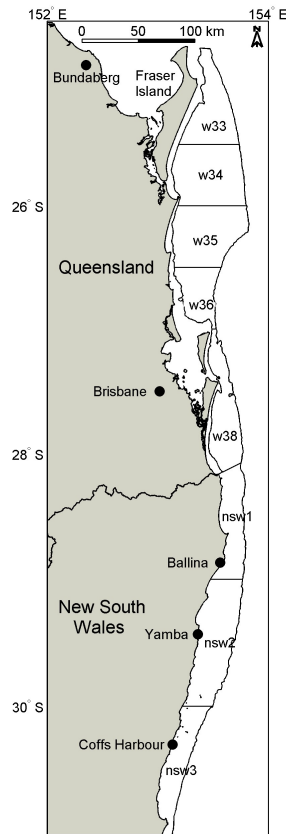 152° E 154° E
0 50 100 km
N
Bundaberg
Fraser
Island
w33
w34
26° S
w35
Queensland
w36
Brisbane
w38
28° S
nsw1
Ballina
New South
Wales
Yamba
nsw2
30° S
Coffs Harbour
nsw3